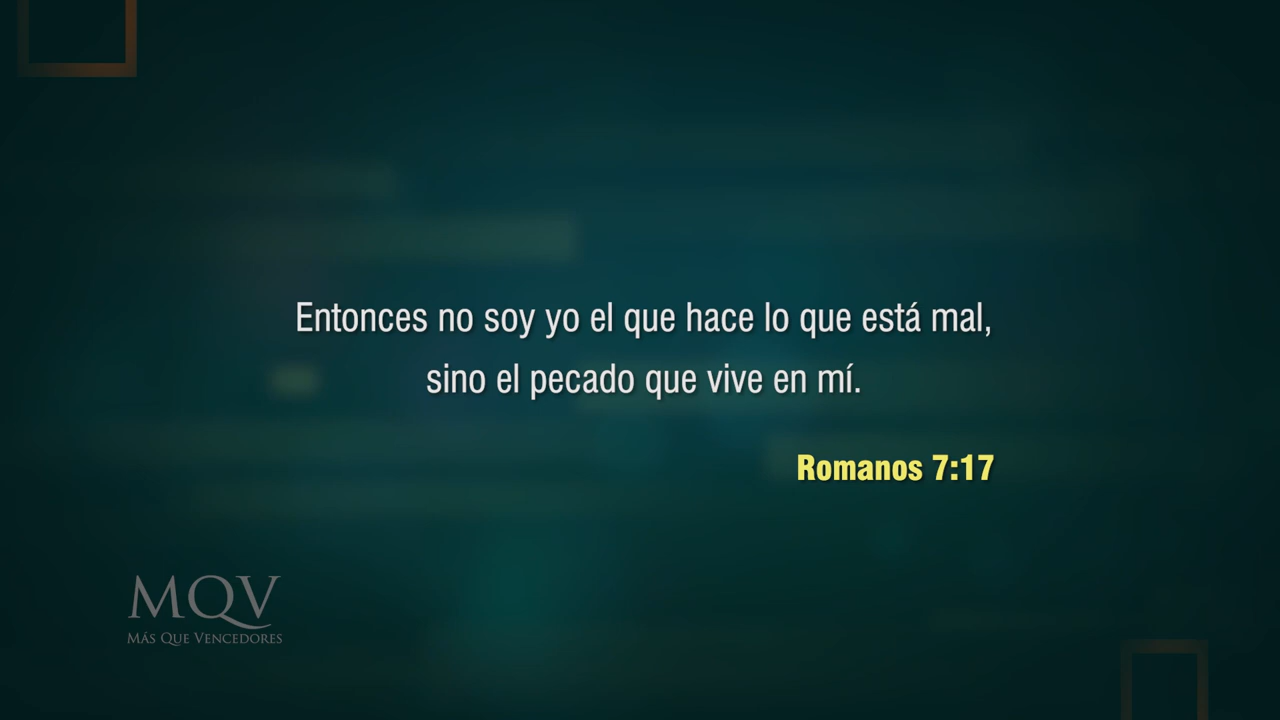 Entonces no soy yo el que hace lo que está mal,
sino el pecado que vive en mí.
Romanos 7:17
MQV
Más Que Vencedores